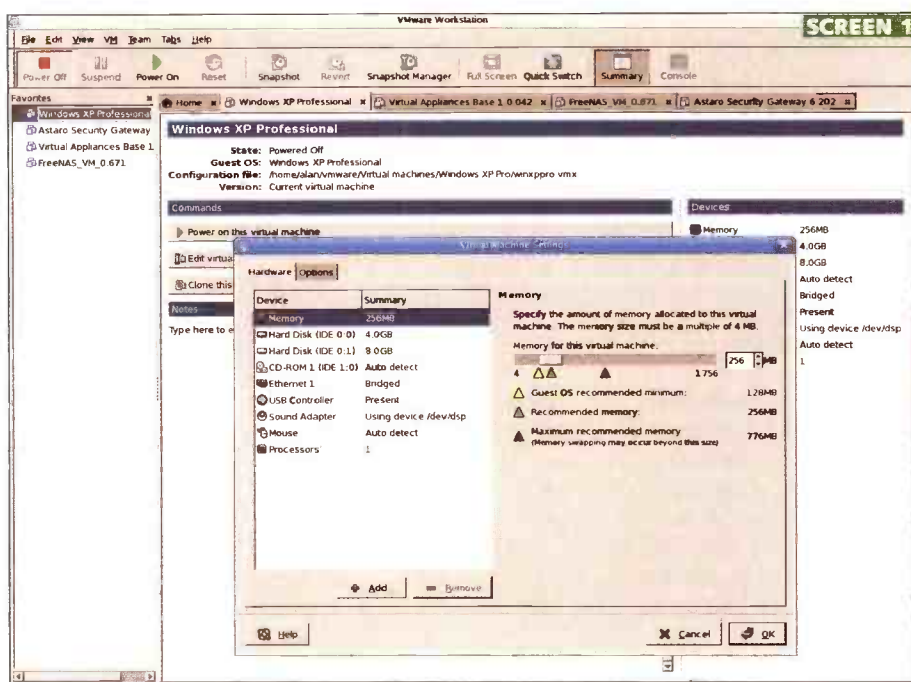 VMware Workstation
SCREEN 1
File Edit View VM Team Tabs Help
Power Off Suspend Power On Reset Snapshot Revert Snapshot Manager Full Screen Quick Switch Summary Console
Favorites
Windows XP Professional
Astaro Security Gateway
Virtual Appliances Base 1
FreeNAS_VM_0.671
Home Windows XP Professional Virtual Appliances Base 1 0 042 FreeNAS_VM_0.671 Astaro Security Gateway 6 202
Windows XP Professional
State: Powered Off
Guest OS: Windows XP Professional
Configuration file: /home/alan/vmware/Virtual machines/Windows XP Pro/winxppro vmx
Version: Current virtual machine
Commands
Power on this virtual machine
Edit virtua
Clone this
Notes
Type here to e
Devices
Memory 256MB
4.0GB
8.0GB
Auto detect
Bridged
Present
Using device /dev/dsp
Auto detect
1
Virtual Machine Settings
Hardware Options
Device Summary
Memory 256MB
Hard Disk (IDE 0:0) 4.0GB
Hard Disk (IDE 0:1) 8.0GB
CD-ROM 1 (IDE 1:0) Auto detect
Ethernet 1 Bridged
USB Controller Present
Sound Adapter Using device /dev/dsp
Mouse Auto detect
Processors 1
Add Remove
Memory
Specify the amount of memory allocated to this virtual
machine. The memory size must be a multiple of 4 MB.
Memory for this virtual machine:
256 MB
4 1756
Guest OS recommended minimum: 128MB
Recommended memory: 256MB
Maximum recommended memory 776MB
(Memory swapping may occur beyond this size)
Help Cancel OK